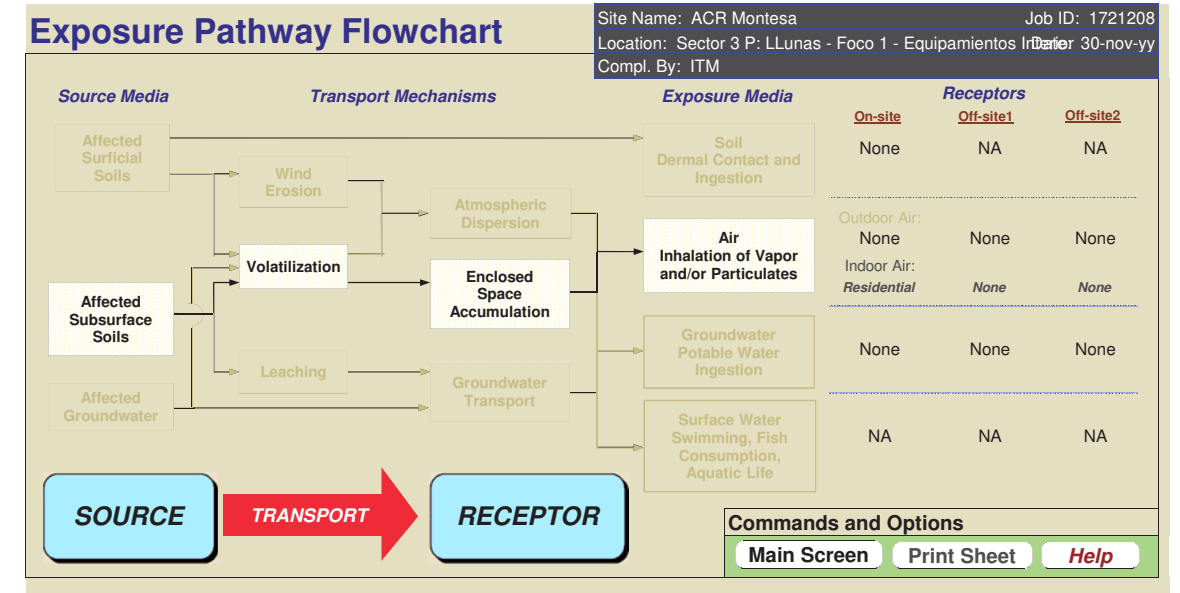 Exposure Pathway Flowchart
Site Name: ACR Montesa Job ID: 1721208
Location: Sector 3 P: LLunas - Foco 1 - Equipamientos 30-nov-yy
Compl. By: ITM
Source Media
Transport Mechanisms
Exposure Media
Receptors
On-site Off-site1 Off-site2
Affected
Surficial
Soils
Wind
Erosion
Atmospheric
Dispersion
Soil
Dermal Contact and
Ingestion
None NA NA
Volatilization
Affected
Subsurface
Soils
Enclosed
Space
Accumulation
Air
Inhalation of Vapor
and/or Particulates
Outdoor Air:
None None None
Indoor Air:
Residential None None
Leaching
Affected
Groundwater
Groundwater
Transport
Groundwater
Potable Water
Ingestion
None None None
Surface Water
Swimming, Fish
Consumption,
Aquatic Life
NA NA NA
SOURCE
TRANSPORT
RECEPTOR
Commands and Options
Main Screen Print Sheet Help